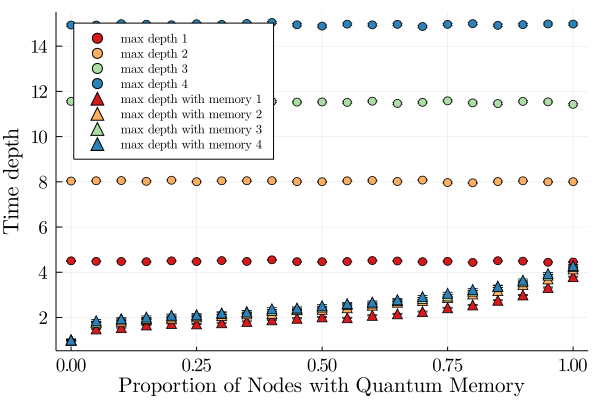 14
12
10
8
6
4
2
Time depth
max depth 1
max depth 2
max depth 3
max depth 4
max depth with memory 1
max depth with memory 2
max depth with memory 3
max depth with memory 4
0.00 0.25 0.50 0.75 1.00
Proportion of Nodes with Quantum Memory